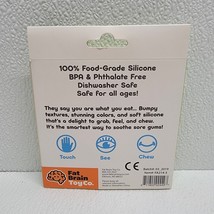 100% Food-Grade Silicone
BPA & Phthalate Free
Dishwasher Safe
Safe for all ages!
They say you are what you eat... Bumpy
textures, stunning colors, and soft silicone
that's a delight to grab, feel, and chew.
It's the smartest way to soothe sore gums!
Touch
See
Chew
Fat
Brain
ToyCo.
CE